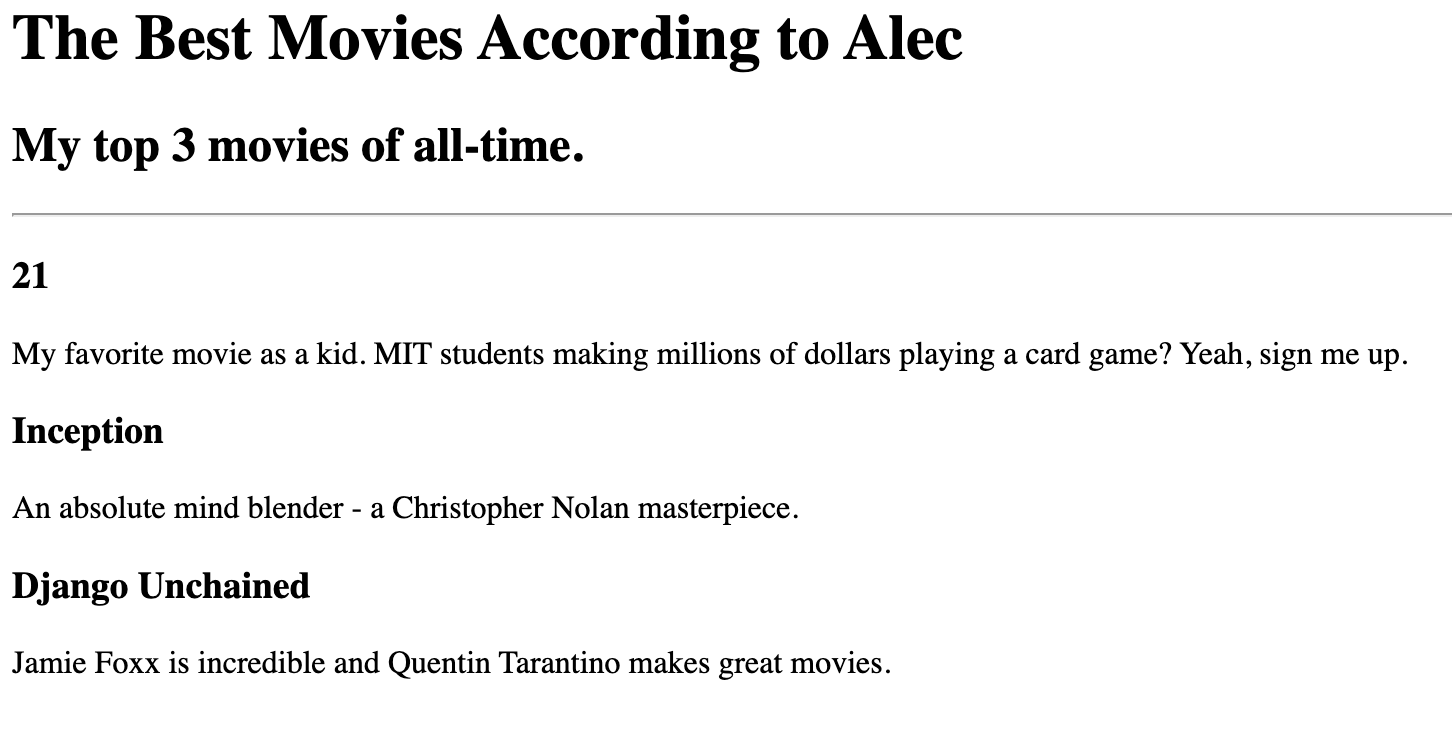 The Best Movies According to Alec
My top 3 movies of all-time.
21
My favorite movie as a kid. MIT students making millions of dollars playing a card game? Yeah, sign me up.
Inception
An absolute mind blender - a Christopher Nolan masterpiece.
Django Unchained
Jamie Foxx is incredible and Quentin Tarantino makes great movies.